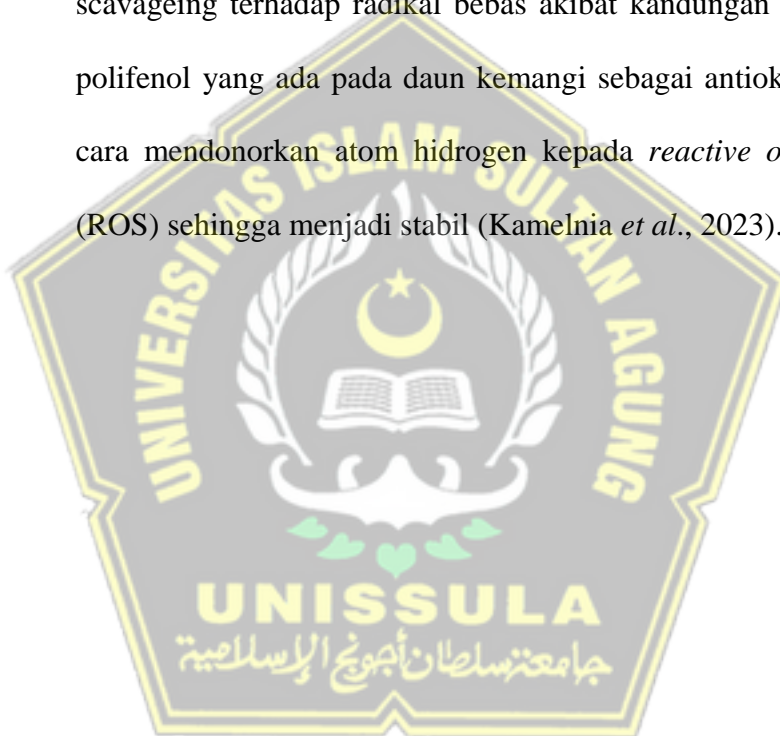 scavageing terhadap radikal bebas akibat kandungan
polifenol yang ada pada daun kemangi sebagai antiok
cara mendonorkan atom hidrogen kepada reactive o
(ROS) sehingga menjadi stabil (Kamelnia et al., 2023).
UNIVERSITAS ISLAM SULTAN AGUNG
UNISSULA
جامعة سلطان أجونج الإسلامية